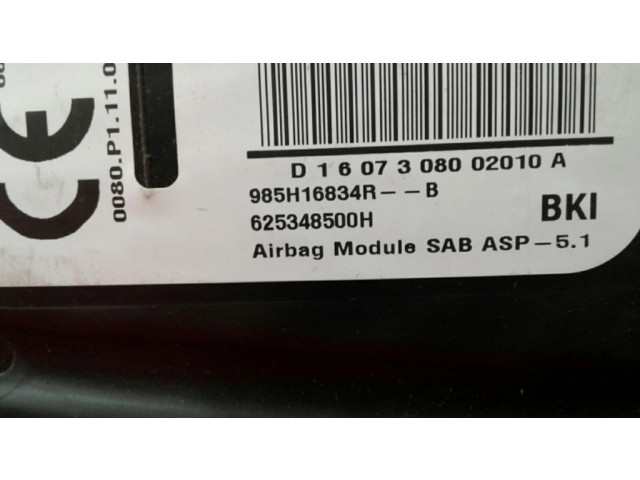 CE
0080.P1.11.0
D 1 6 07 3 080 02010 A
985H16834R--B
625348500H
BKI
Airbag Module SAB ASP-5.1